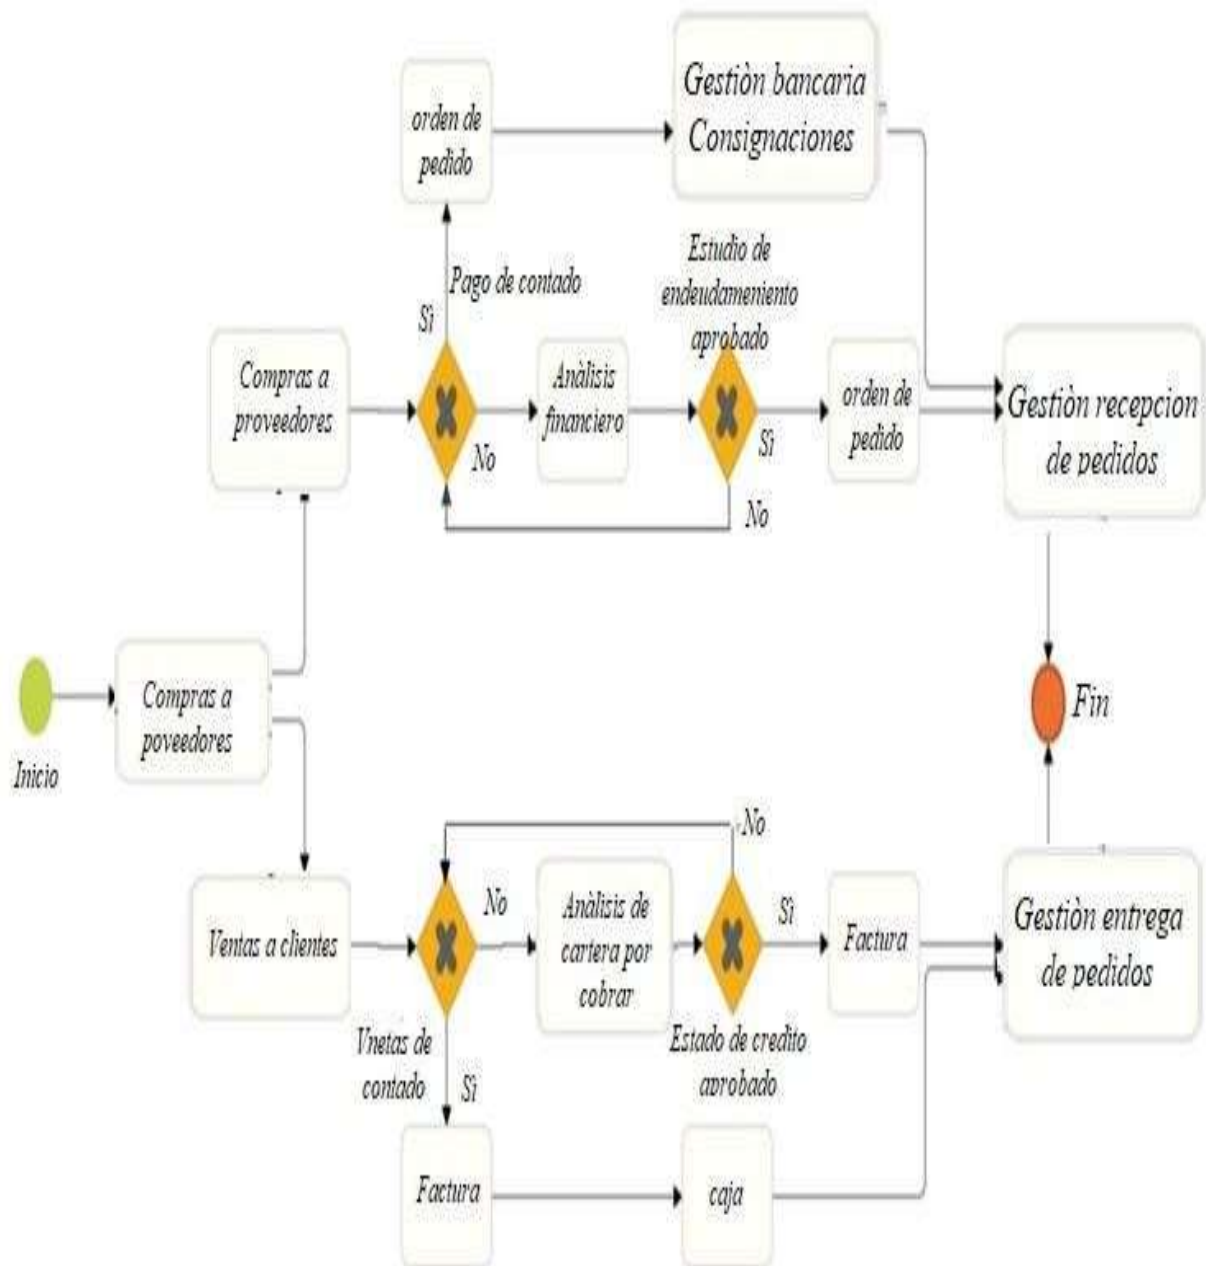 Gestiòn bancaria
Consignaciones
orden de
pedido
Estudio de
endeudameniento
aprobado
Pago de contado
Sì
Compras a
proveedores
Anàlisis
financiero
No
Sì
No
orden de
pedido
Gestiòn recepcion
de pedidos
Compras a
poveedores
Inicio
Fin
No
Ventas a clientes
No
Anàlisis de
cartera por
cobrar
Sì
Factura
Gestiòn entrega
de pedidos
Vnetas de
contado
Sì
Estado de credito
aprobado
Factura
caja